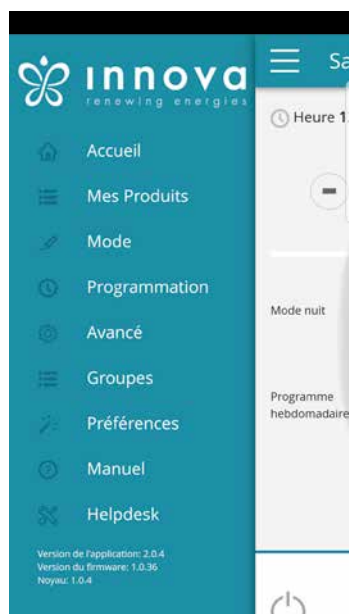 innova
renewing energies
Accueil
Mes Produits
Mode
Programmation
Avancé
Groupes
Préférences
Manuel
Helpdesk
Version de l'application: 2.0.4
Version du firmware: 1.0.36
Noyau: 1.0.4
Sa
Heure 1
Mode nuit
Programme
hebdomadaire